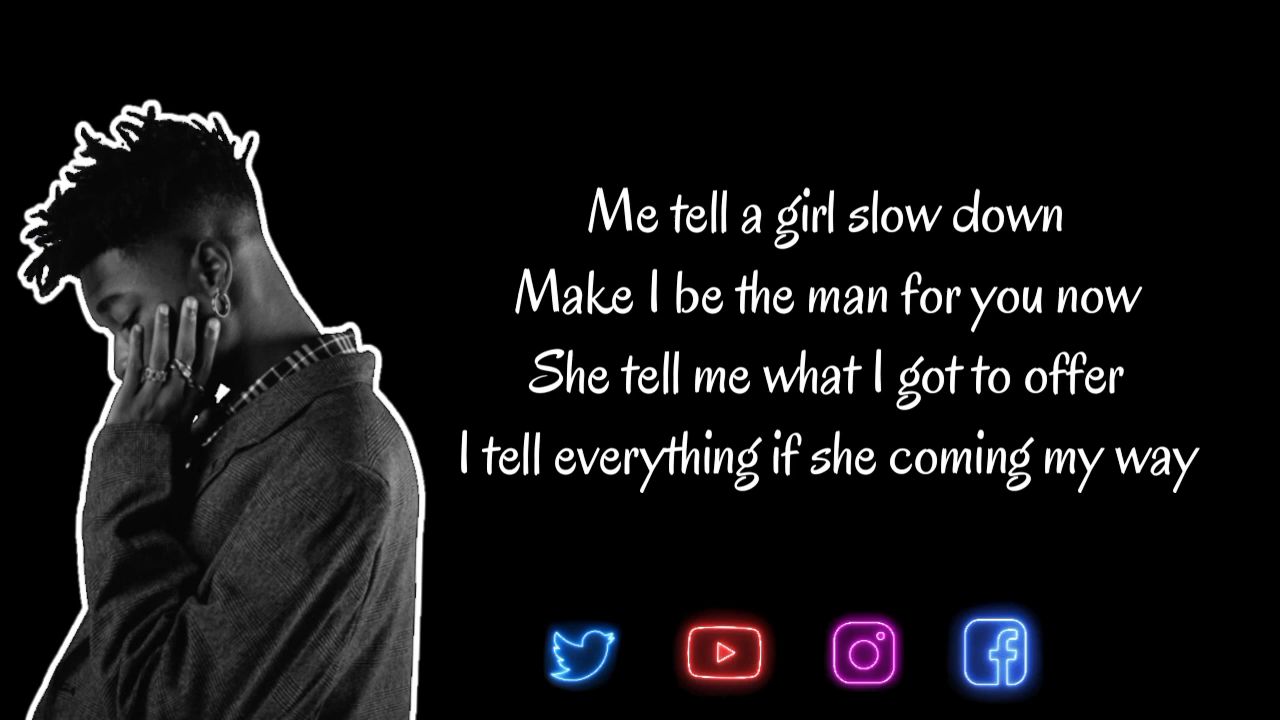 Me tell a girl slow down
Make I be the man for you now
She tell me what I got to offer
I tell everything if she coming my way